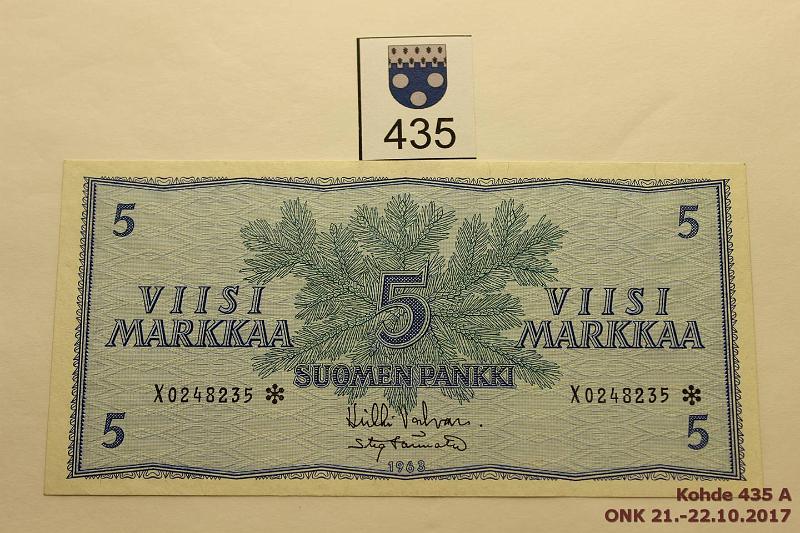 435
5 5
VIISI MARKKAA
5
VIISI MARKKAA
SUOMEN PANKKI
X0248235 * X0248235 *
5 5
1963
Kohde 435 A
ONK 21.-22.10.2017